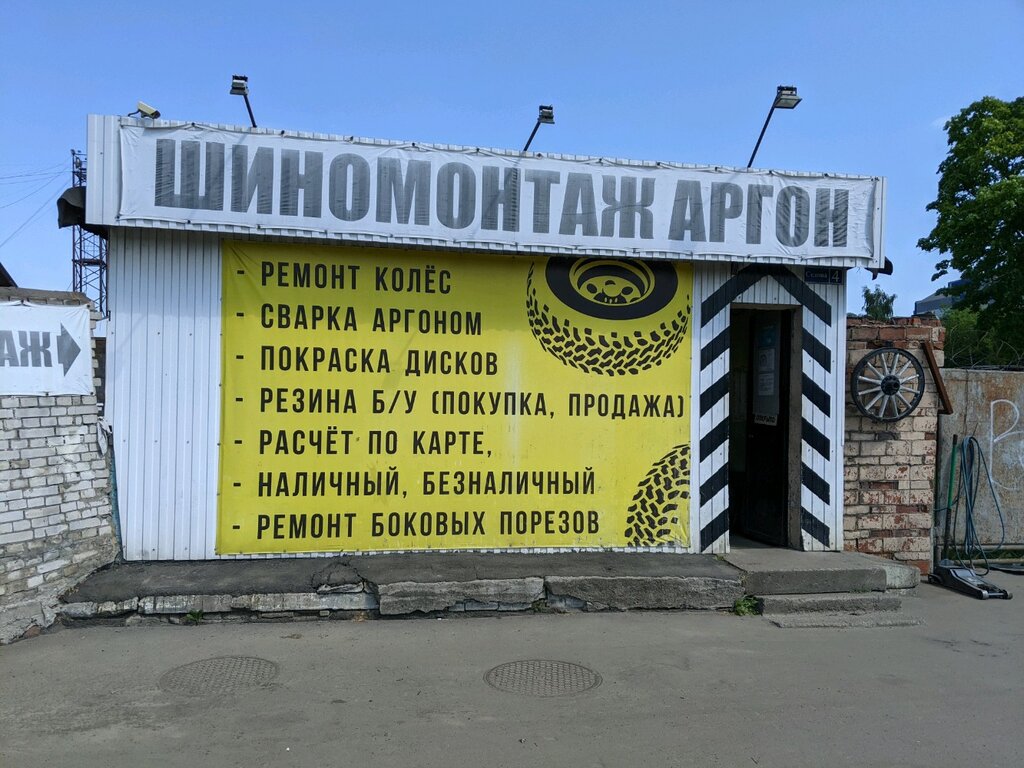 ШИНОМОНТАЖ АРГОН
- РЕМОНТ КОЛЁС
- СВАРКА АРГОНОМ
- ПОКРАСКА ДИСКОВ
- РЕЗИНА Б/У (ПОКУПКА, ПРОДАЖА)
- РАСЧЁТ ПО КАРТЕ,
- НАЛИЧНЫЙ, БЕЗНАЛИЧНЫЙ
- РЕМОНТ БОКОВЫХ ПОРЕЗОВ
АЖ
4